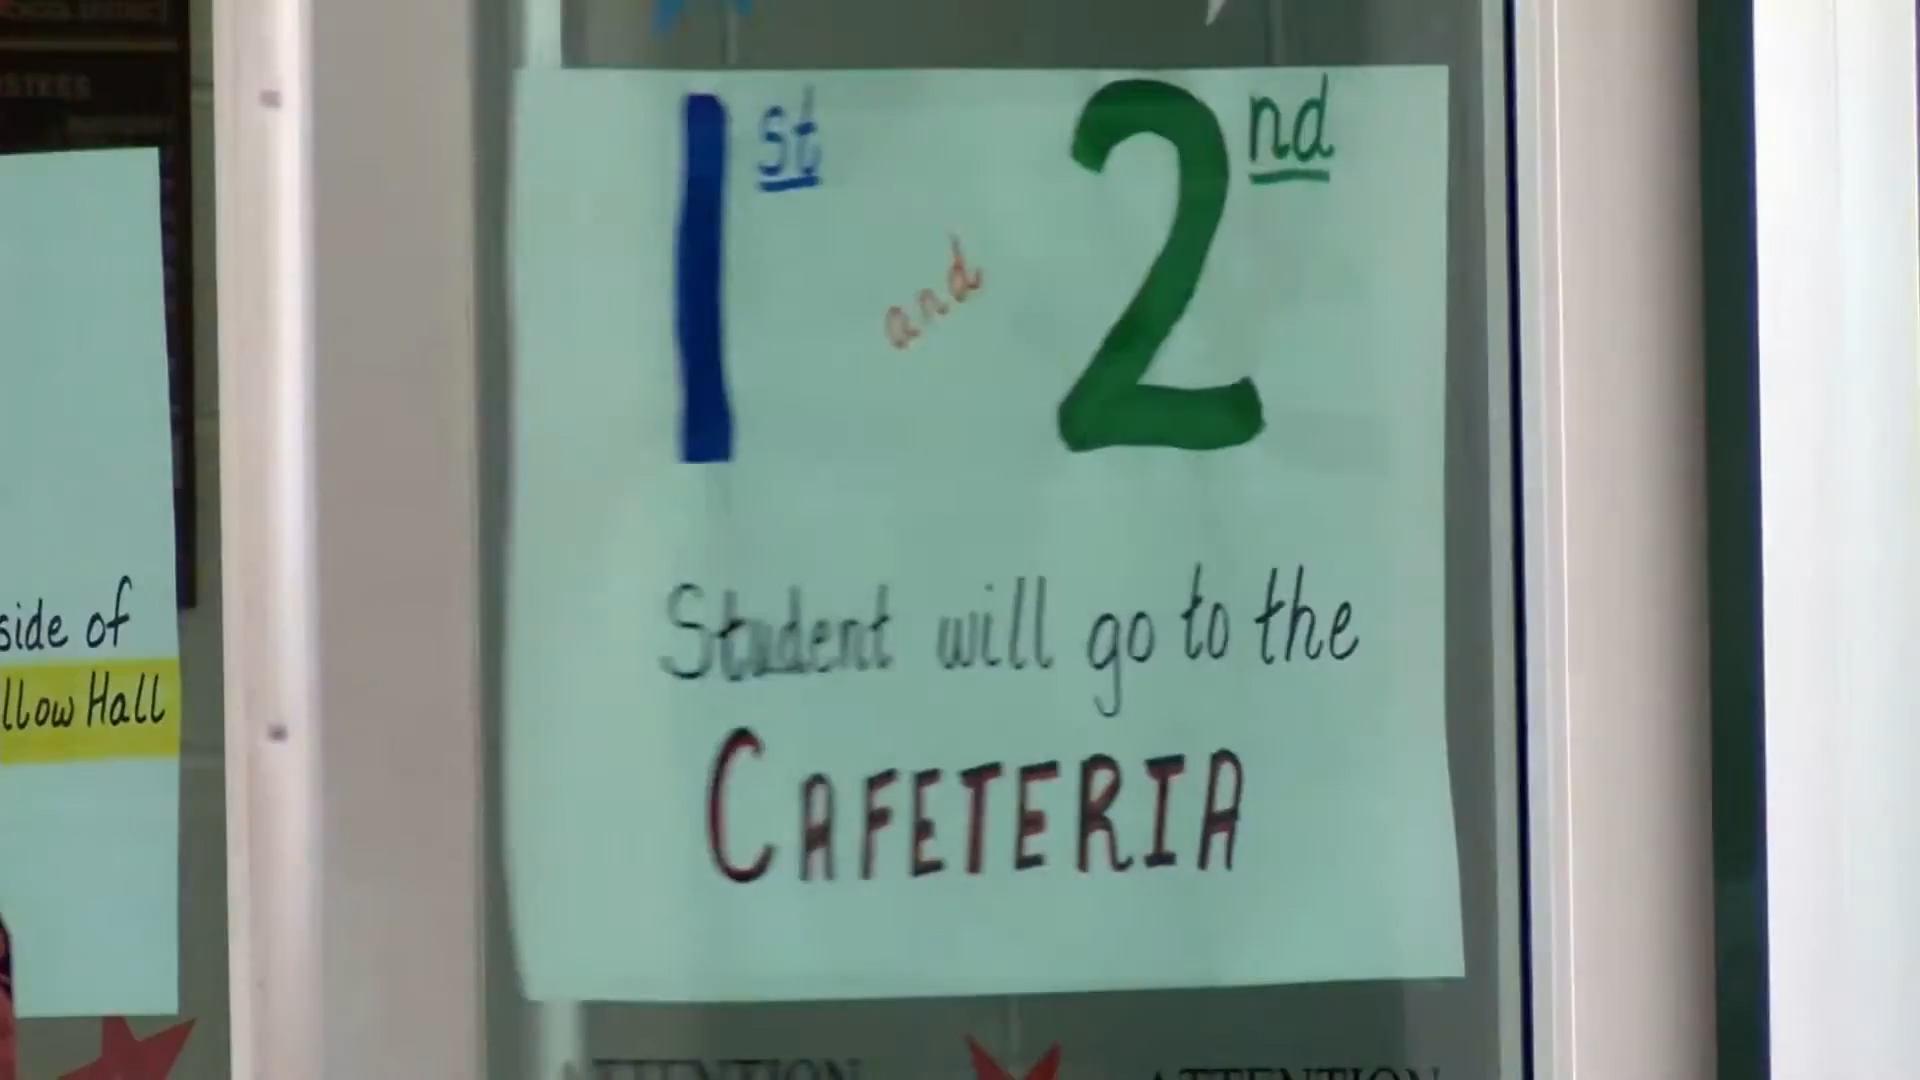 1st and 2nd
Student will go to the
CAFETERIA
side of
llow Hall
ATTENTION
ATTENTION